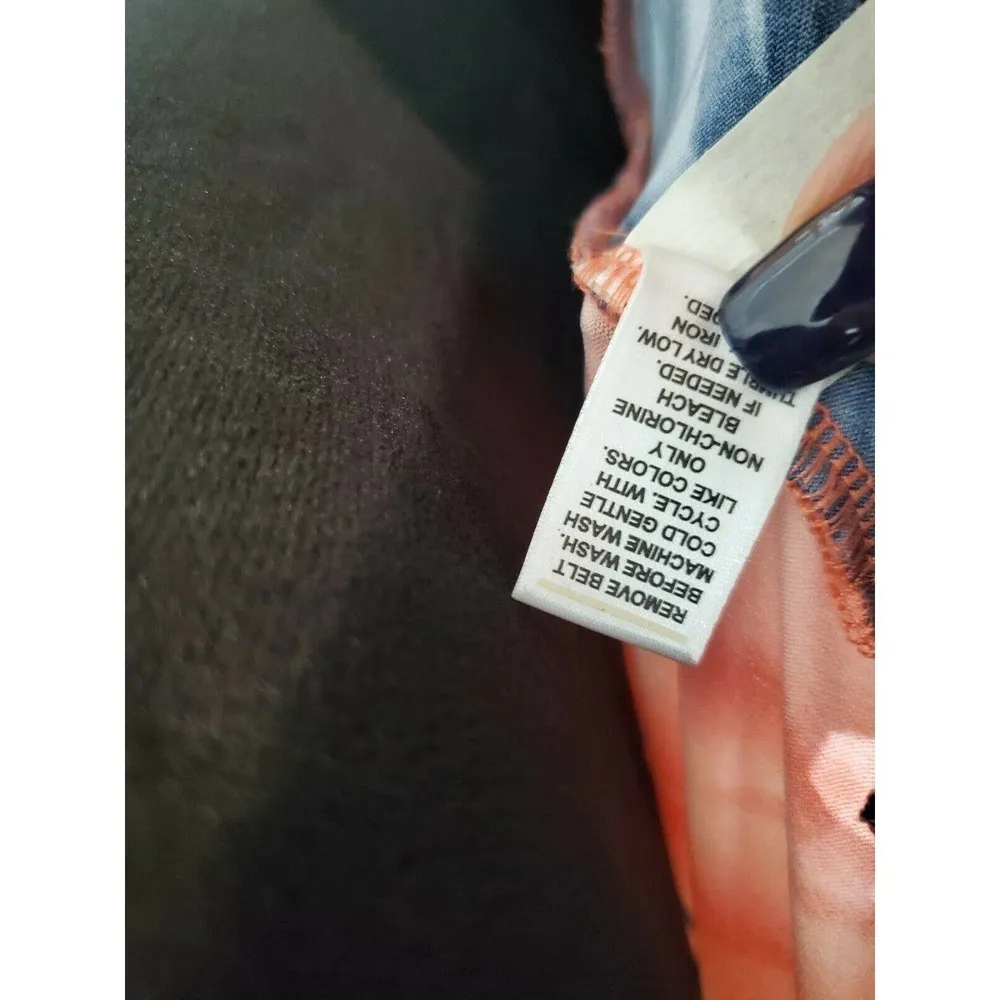 REMOVE BELT
BEFORE WASH.
MACHINE WASH
COLD GENTLE
CYCLE. WITH
LIKE COLORS.
ONLY
NON-CHLORINE
BLEACH
IF NEEDED.
TUMBLE DRY LOW.
IRON